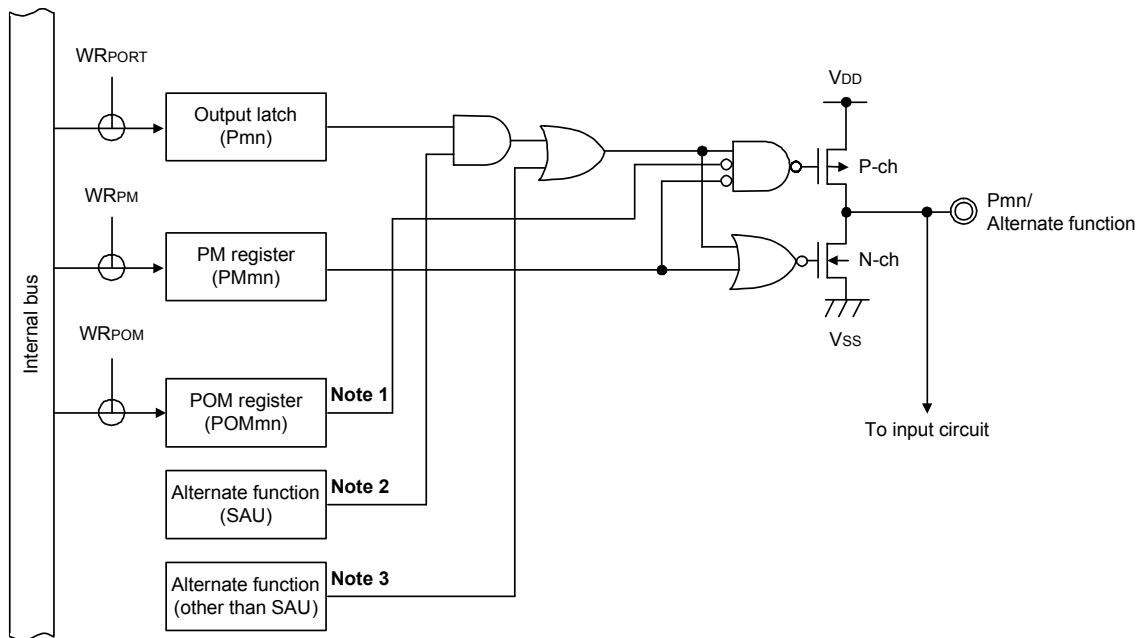 Internal bus
WRPORT
Output latch
(Pmn)
WRPM
PM register
(PMmn)
WRPOM
POM register
(POMmn)
Note 1
Alternate function
(SAU)
Note 2
Alternate function
(other than SAU)
Note 3
VDD
P-ch
Pmn/
Alternate function
N-ch
VSS
To input circuit